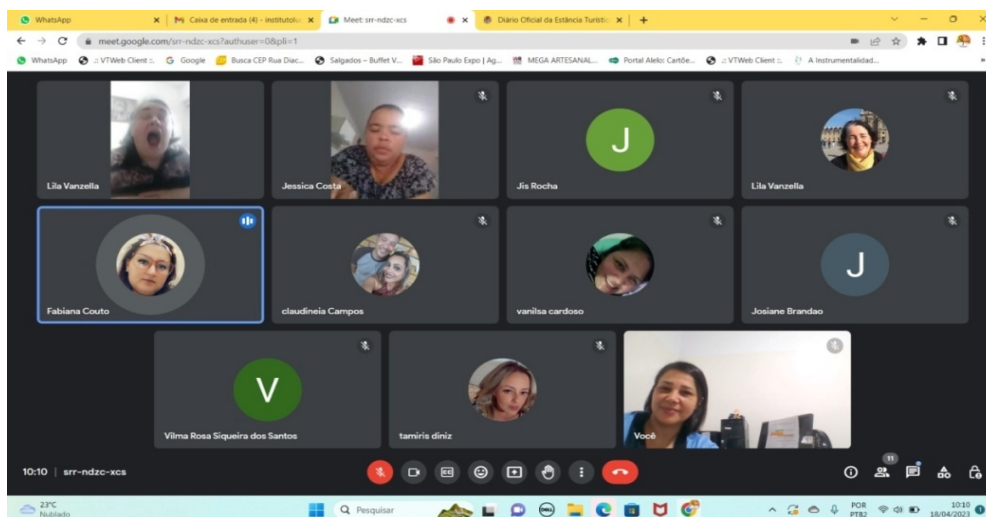 WhatsApp
Caixa de entrada (4) - institutolu
Meet: srr-ndzc-xcs
Diário Oficial da Estância Turístic
meet.google.com/srr-ndzc-xcs?authuser=0&pli=1
WhatsApp
.: VTWeb Client :.
Google
Busca CEP Rua Diac...
Salgados – Buffet V...
São Paulo Expo | Ag...
MEGA ARTESANAL...
Portal Alelo: Cartõe...
.: VTWeb Client :.
A Instrumentalidad...
Lila Vanzella
Jessica Costa
J
Jis Rocha
Lila Vanzella
Fabiana Couto
claudineia Campos
vanilsa cardoso
J
Josiane Brandao
V
Vilma Rosa Siqueira dos Santos
tamiris diniz
Você
10:10 | srr-ndzc-xcs
11
23°C
Nublado
Pesquisar
POR
PTB2
10:10
18/04/2023